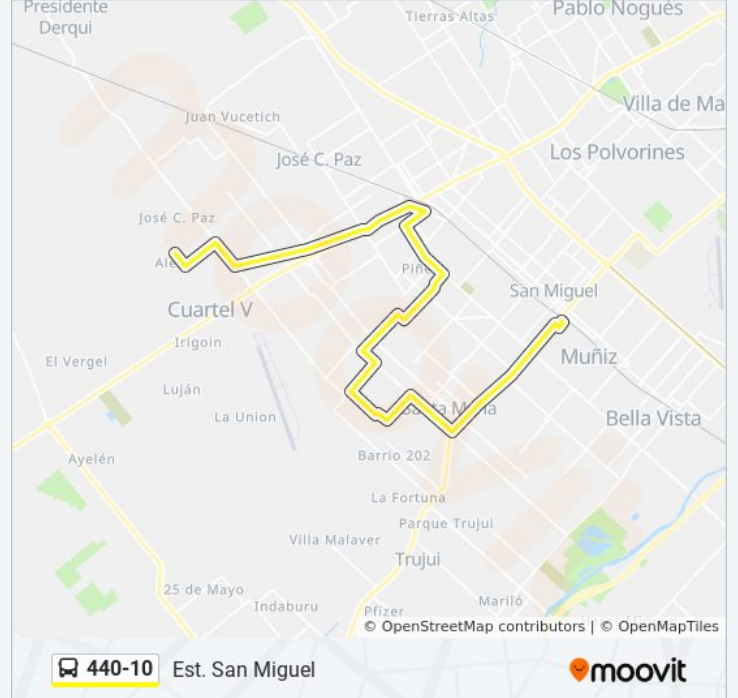 Presidente
Derqui
Tierras Altas
Pablo Nogués
Juan Vucetich
Villa de Ma
José C. Paz
Los Polvorines
José C. Paz
Ale
Piñe
San Miguel
Cuartel V
Irigoin
Muñiz
El Vergel
Luján
La Union
Santa María
Bella Vista
Ayelén
Barrio 202
La Fortuna
Parque Trujui
Villa Malaver
Trujui
25 de Mayo
Indaburu
Pfizer
Mariló
© OpenStreetMap contributors | © OpenMapTiles
440-10 Est. San Miguel
moovit